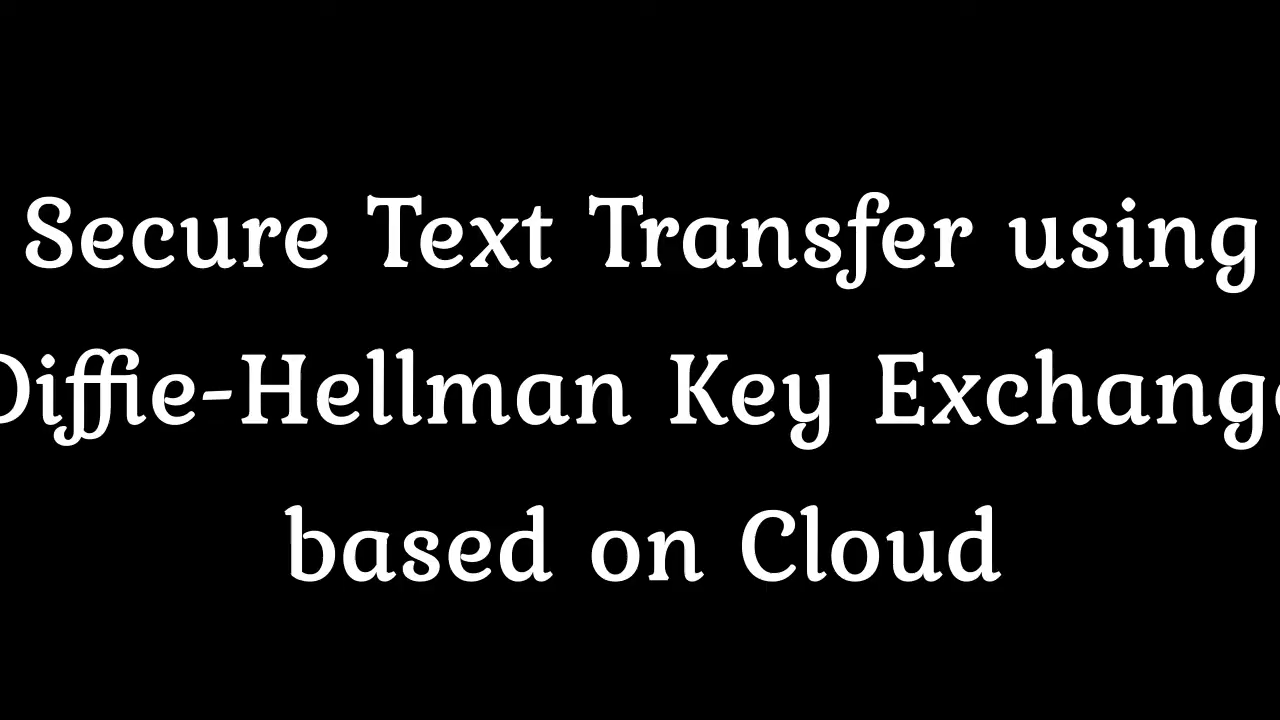 Secure Text Transfer using
Diffie-Hellman Key Exchange
based on Cloud